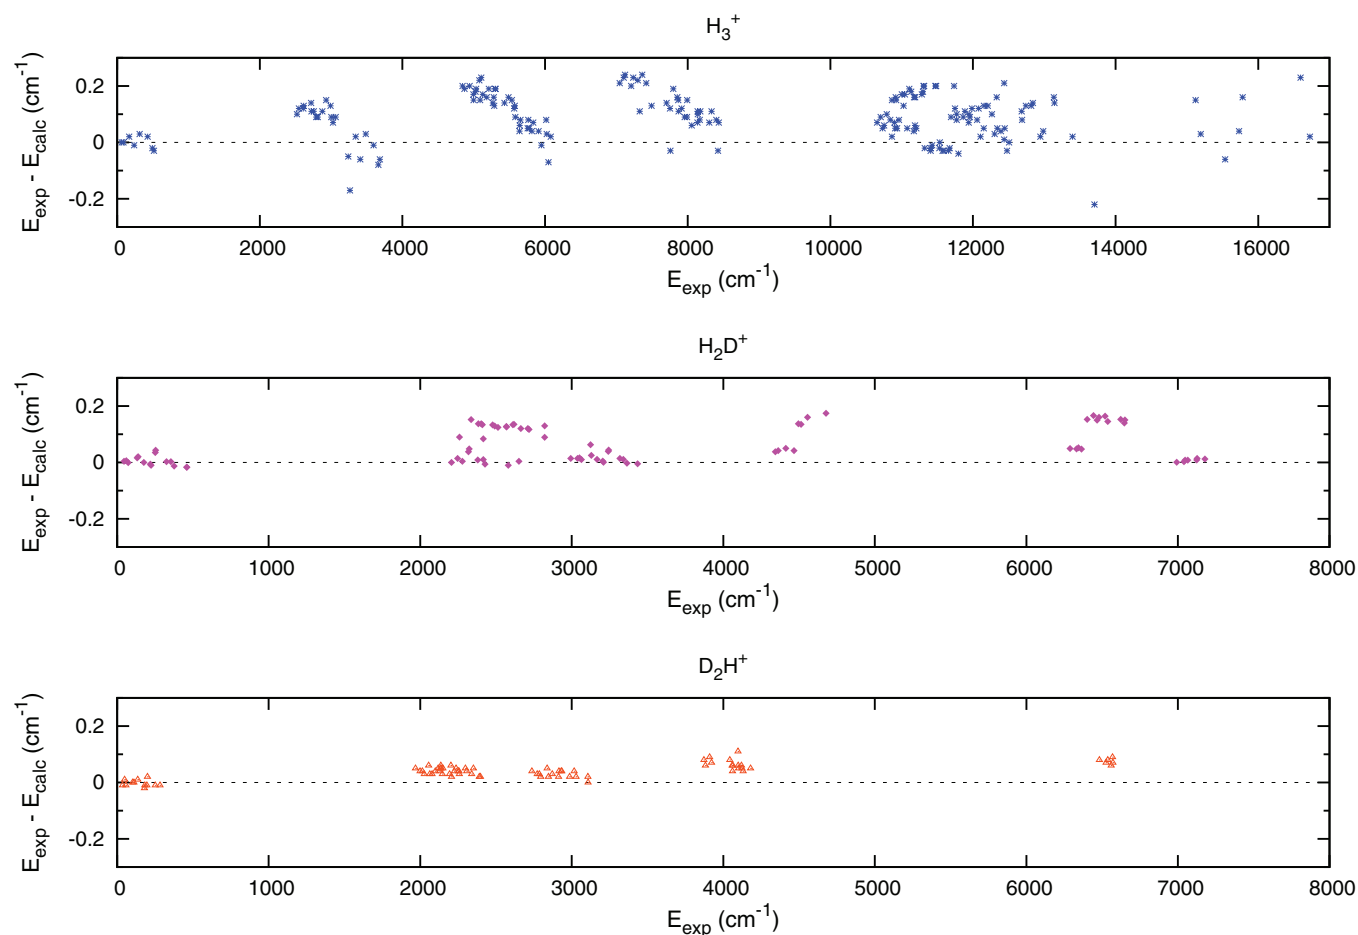 H3+
Eexp - Ecalc (cm-1)
0.2
0
-0.2
0 2000 4000 6000 8000 10000 12000 14000 16000
Eexp (cm-1)
H2D+
Eexp - Ecalc (cm-1)
0.2
0
-0.2
0 1000 2000 3000 4000 5000 6000 7000 8000
Eexp (cm-1)
D2H+
Eexp - Ecalc (cm-1)
0.2
0
-0.2
0 1000 2000 3000 4000 5000 6000 7000 8000
Eexp (cm-1)